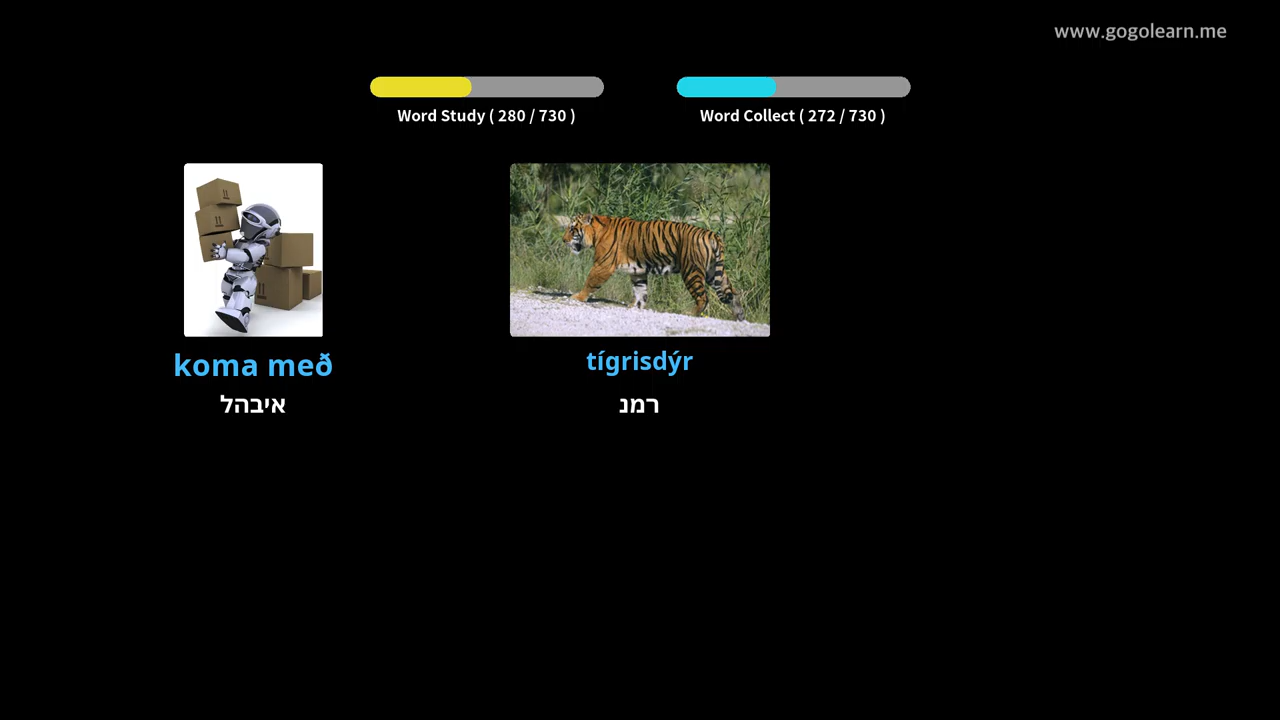 www.gogolearn.me
Word Study ( 280 / 730 )
Word Collect ( 272 / 730 )
koma með
איבהל
tígrisdýr
רמנ